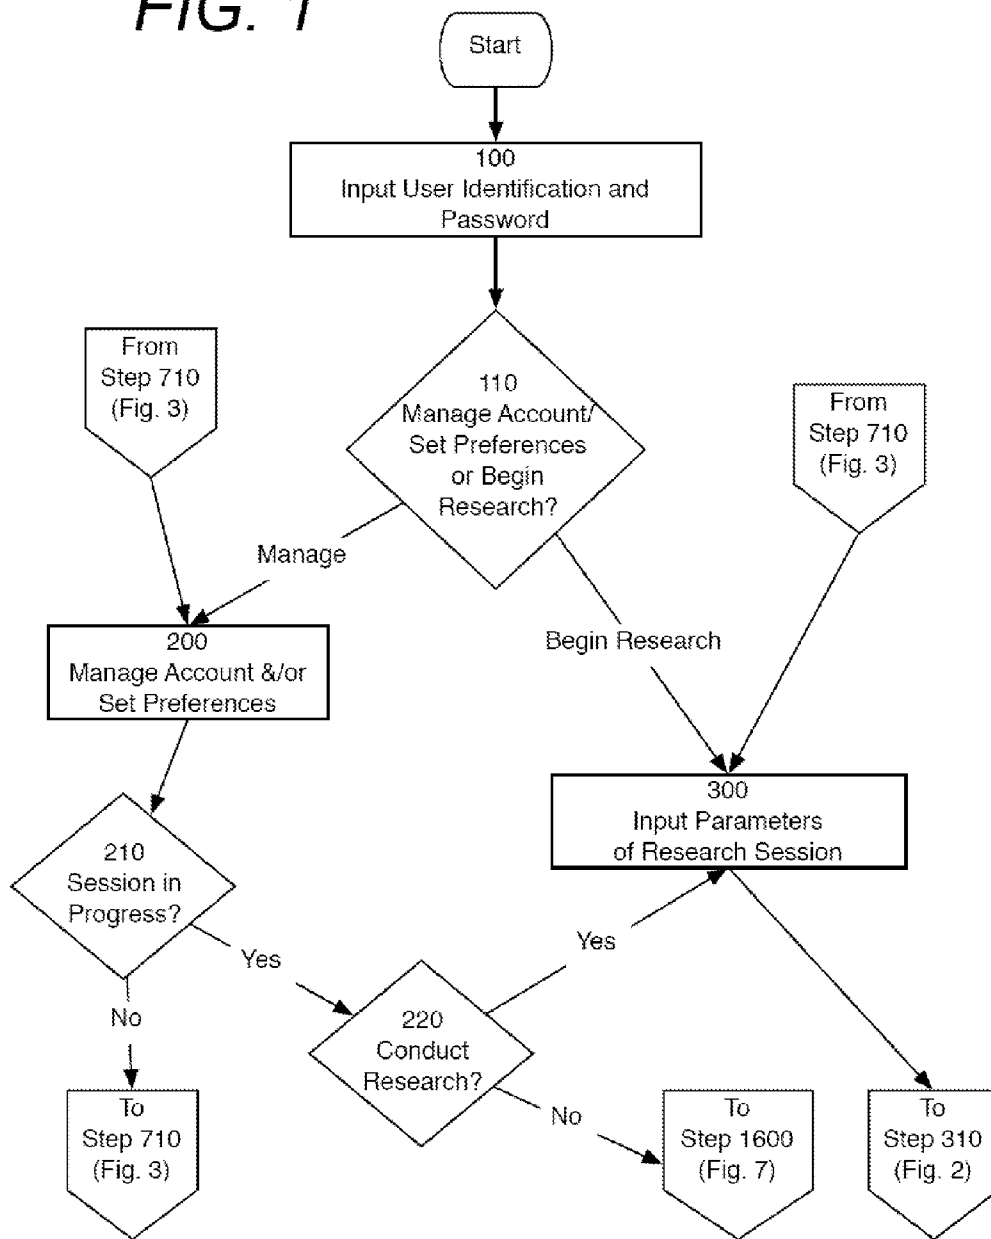 FIG. 1
Start
100
Input User Identification and
Password
From
Step 710
(Fig. 3)
110
Manage Account/
Set Preferences
or Begin
Research?
From
Step 710
(Fig. 3)
Manage
Begin Research
200
Manage Account &/or
Set Preferences
300
Input Parameters
of Research Session
210
Session in
Progress?
Yes
Yes
No
220
Conduct
Research?
No
To
Step 710
(Fig. 3)
To
Step 1600
(Fig. 7)
To
Step 310
(Fig. 2)